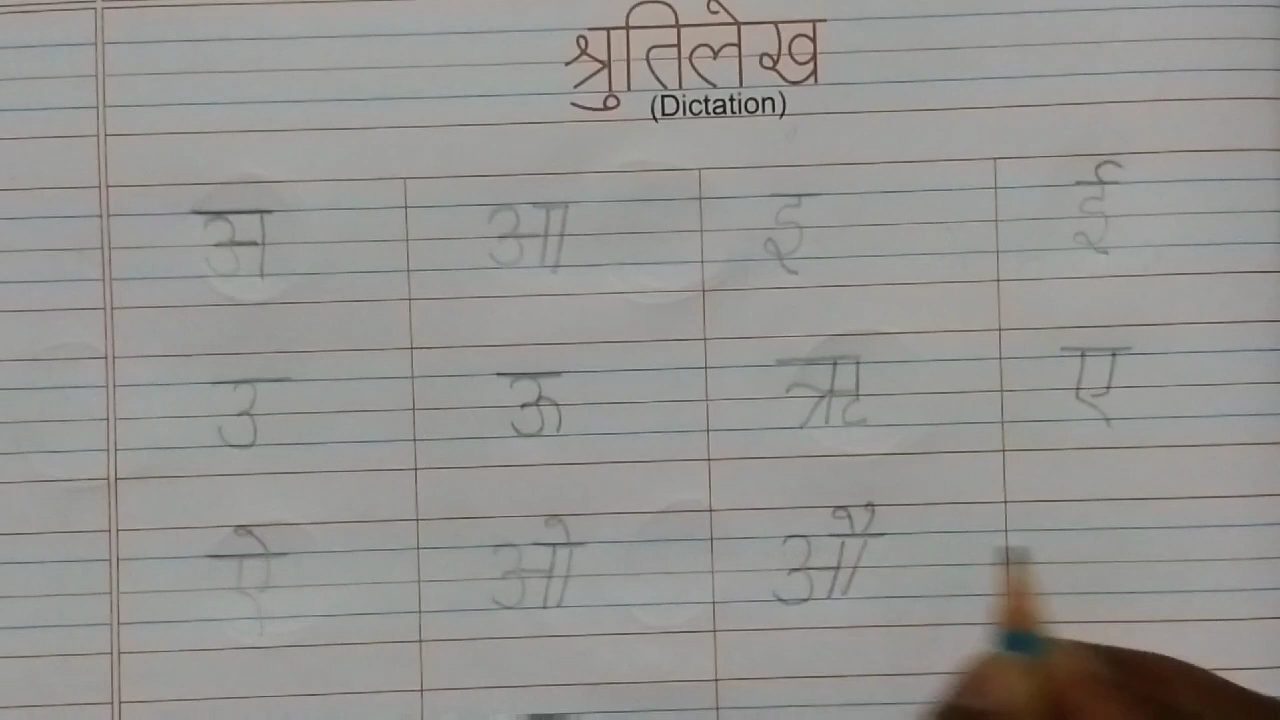 श्रुतिलेख
(Dictation)
अ आ इ ई
उ ऊ ऋ ए
ऐ ओ औ